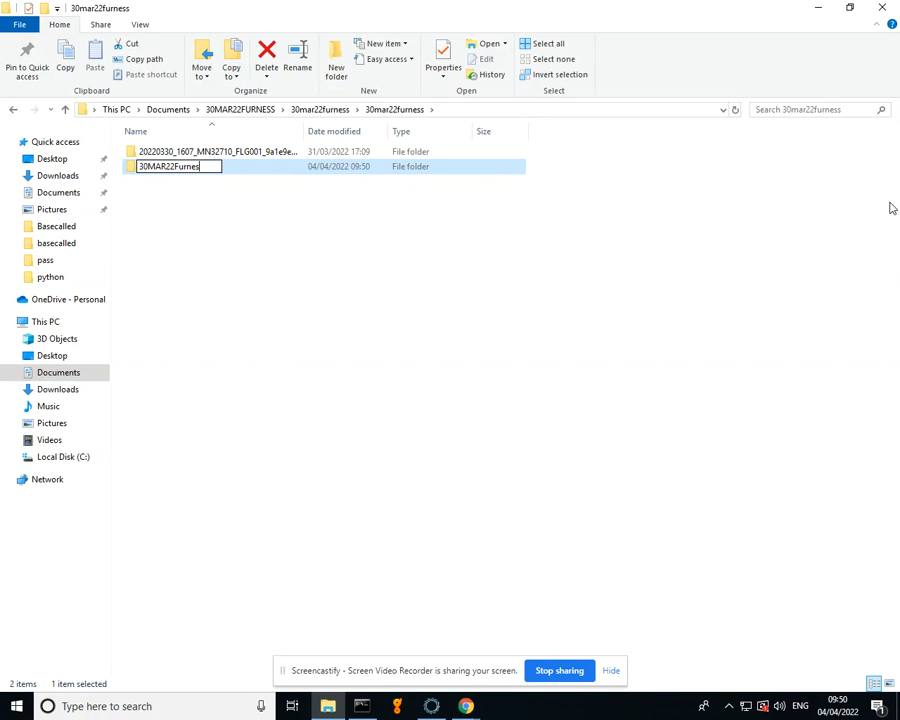 30mar22furness
File Home Share View
Pin to Quick access
Copy
Paste
Cut
Copy path
Paste shortcut
Clipboard
Move to
Copy to
Delete
Rename
Organize
New folder
New item
Easy access
New
Properties
Open
Edit
History
Open
Select all
Select none
Invert selection
Select
This PC Documents 30MAR22FURNESS 30mar22furness 30mar22furness
Search 30mar22furness
Name Date modified Type Size
20220330_1607_MN32710_FLG001_9a1e9e... 31/03/2022 17:09 File folder
30MAR22Furnes 04/04/2022 09:50 File folder
Quick access
Desktop
Downloads
Documents
Pictures
Basecalled
basecalled
pass
python
OneDrive - Personal
This PC
3D Objects
Desktop
Documents
Downloads
Music
Pictures
Videos
Local Disk (C:)
Network
Screencastify - Screen Video Recorder is sharing your screen. Stop sharing Hide
2 items 1 item selected
Type here to search
ENG
09:50
04/04/2022
1